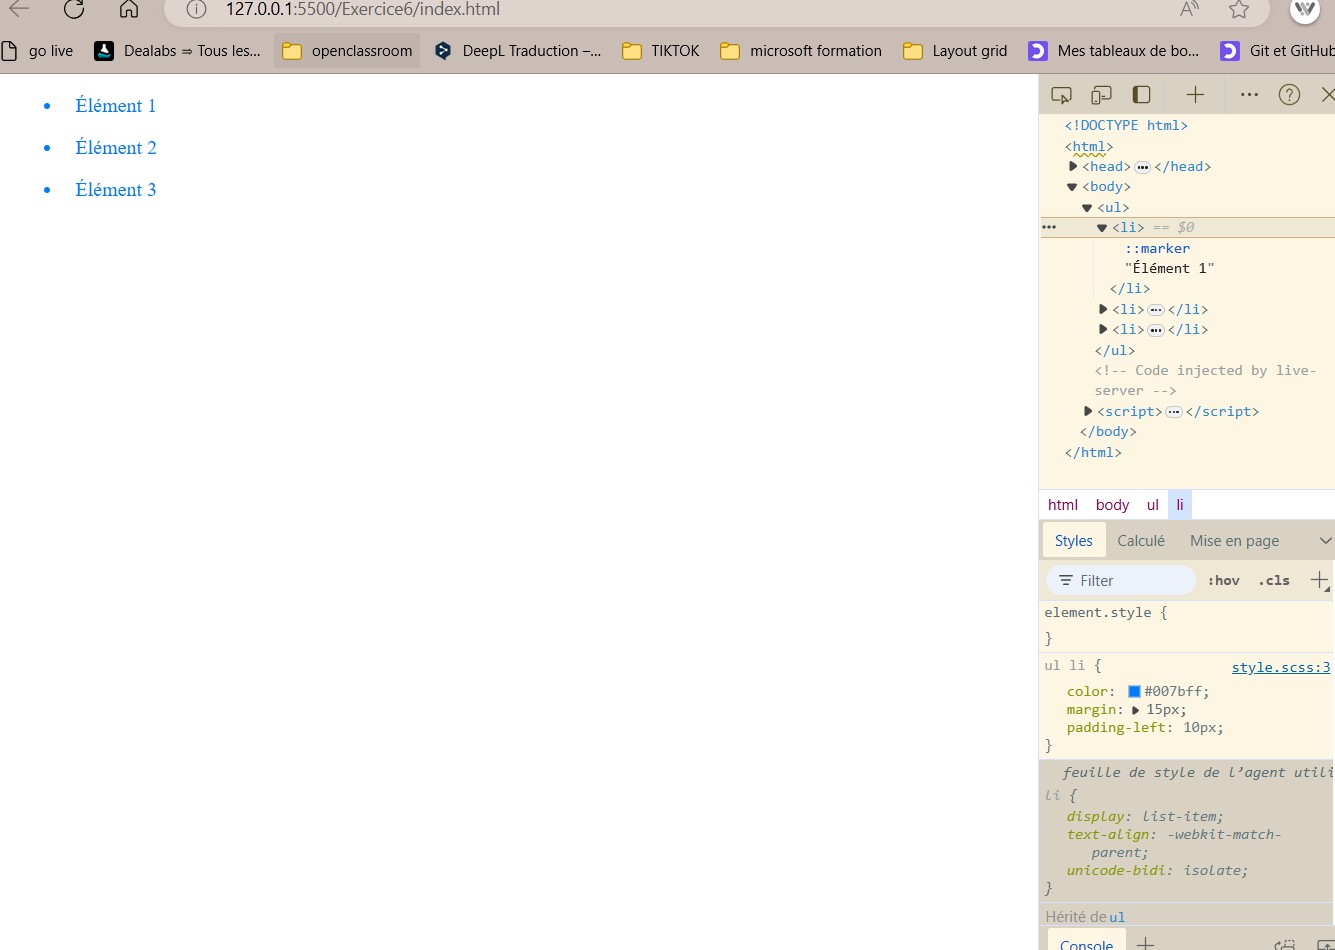 127.0.0.1:5500/Exercice6/index.html
go live
Dealabs ⇒ Tous les...
openclassroom
DeepL Traduction –...
TIKTOK
microsoft formation
Layout grid
Mes tableaux de bo...
Git et GitHub
• Élément 1
• Élément 2
• Élément 3
<!DOCTYPE html>
<html>
<head> ••• </head>
<body>
<ul>
••• <li> == $0
::marker
"Élément 1"
</li>
<li> ••• </li>
<li> ••• </li>
</ul>
<!-- Code injected by live-
server -->
<script> ••• </script>
</body>
</html>
html body ul li
Styles Calculé Mise en page
Filter :hov .cls
element.style {
}
ul li { style.scss:3
color: #007bff;
margin: 15px;
padding-left: 10px;
}
feuille de style de l’agent utili
li {
display: list-item;
text-align: -webkit-match-
parent;
unicode-bidi: isolate;
}
Hérité de ul
Console